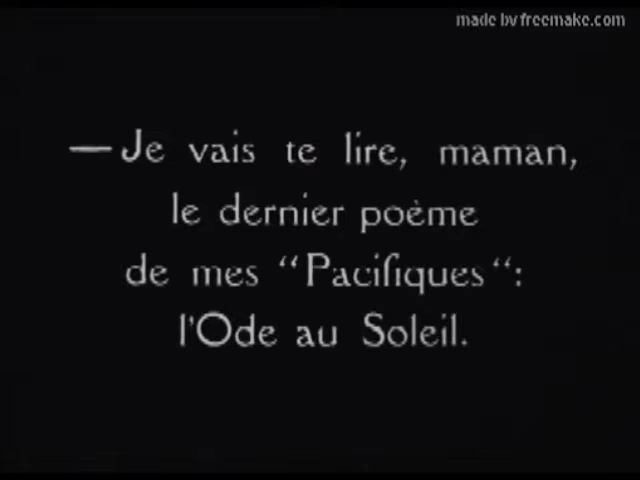 made by freemake.com
—Je vais te lire, maman,
le dernier poème
de mes “Pacifiques“:
l'Ode au Soleil.